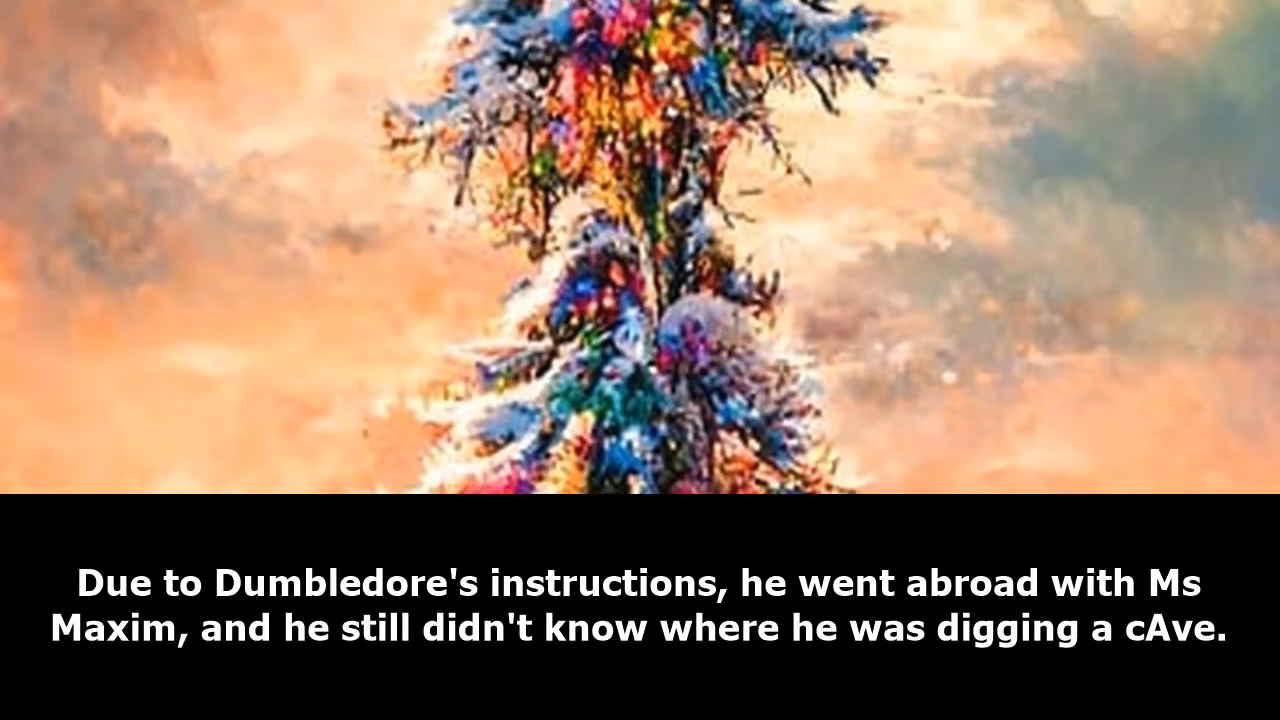 Due to Dumbledore's instructions, he went abroad with Ms
Maxim, and he still didn't know where he was digging a cAve.